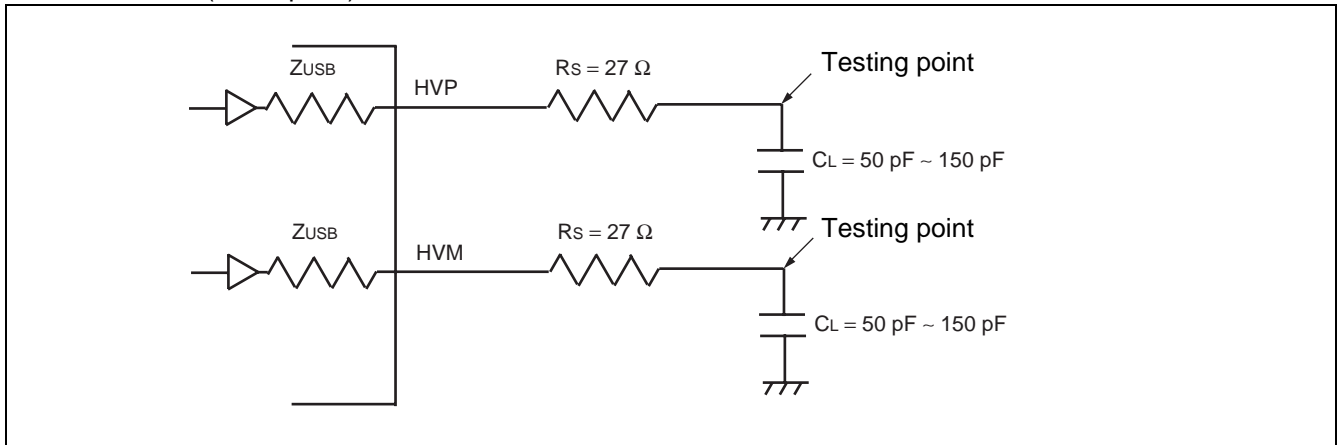 ZUSB
RS = 27 Ω
Testing point
HVP
CL = 50 pF ~ 150 pF
ZUSB
RS = 27 Ω
Testing point
HVM
CL = 50 pF ~ 150 pF